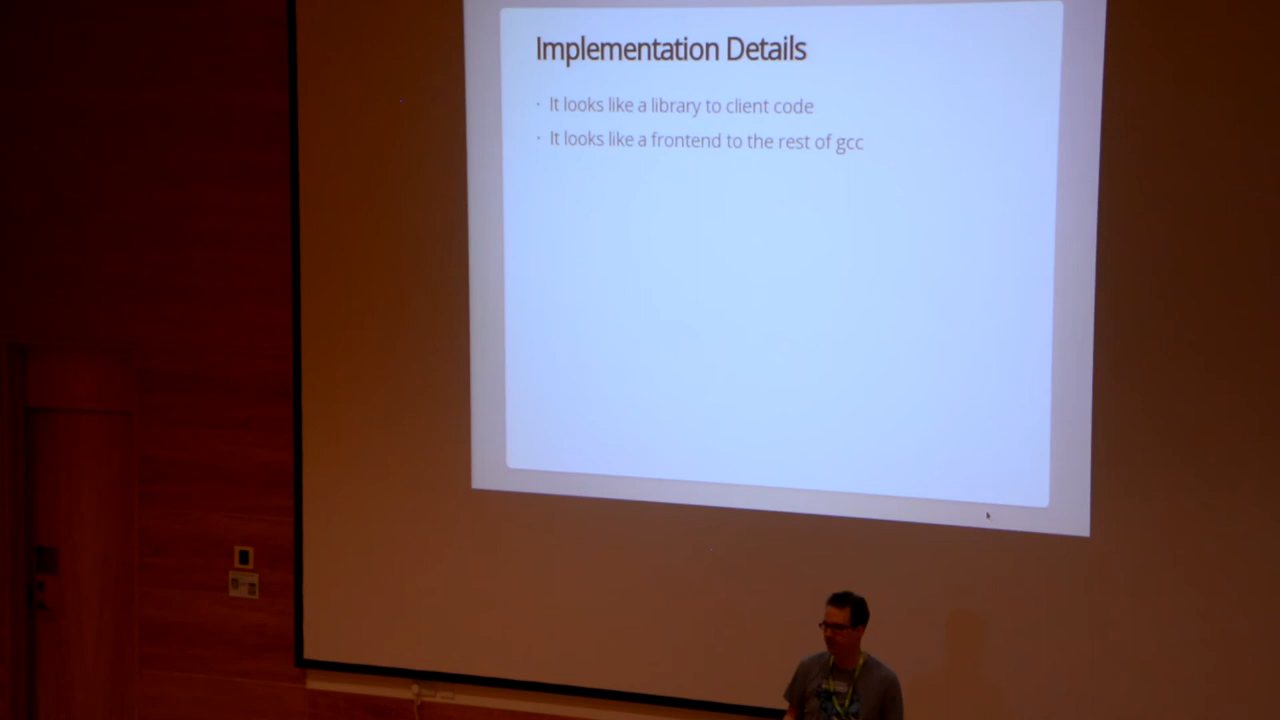 Implementation Details
· It looks like a library to client code
· It looks like a frontend to the rest of gcc